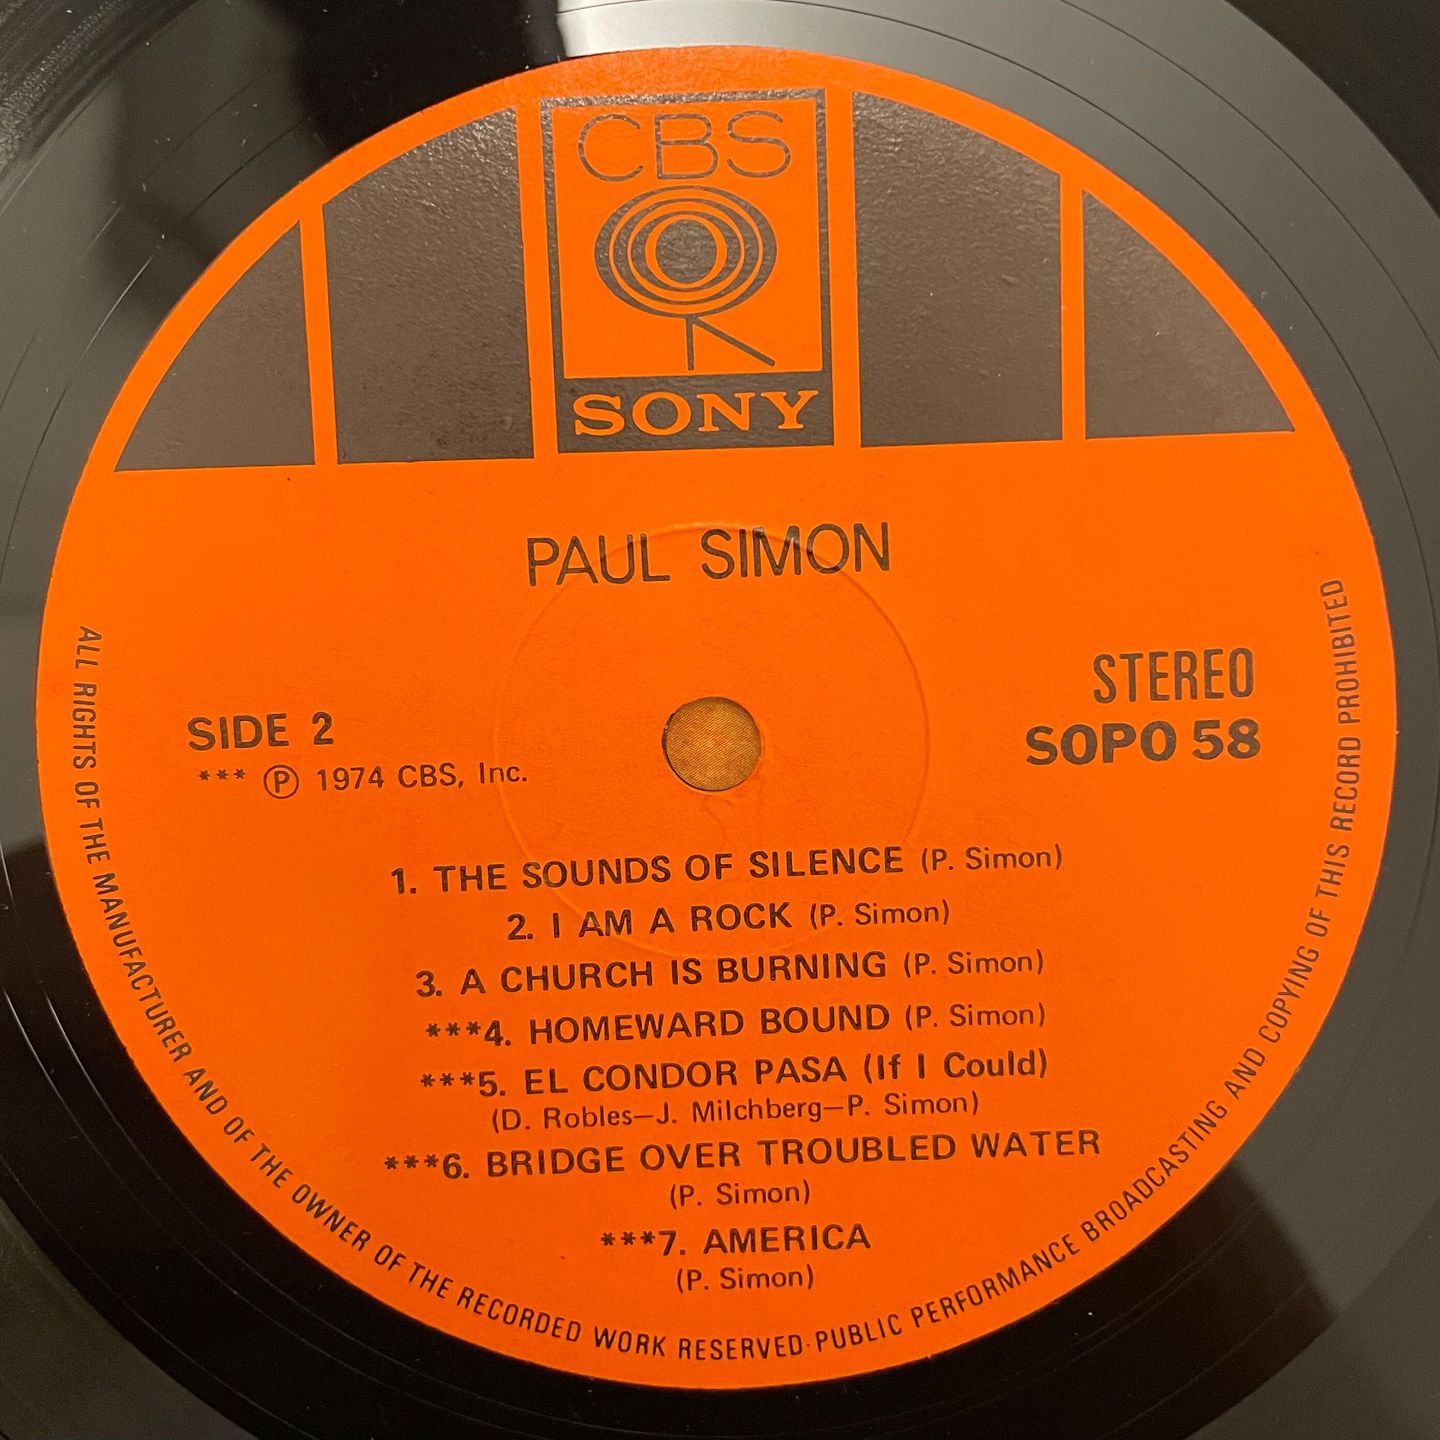 CBS
SONY
PAUL SIMON
STEREO
SIDE 2
SOPO 58
*** Ⓟ 1974 CBS, Inc.
1. THE SOUNDS OF SILENCE (P. Simon)
2. I AM A ROCK (P. Simon)
3. A CHURCH IS BURNING (P. Simon)
***4. HOMEWARD BOUND (P. Simon)
***5. EL CONDOR PASA (If I Could)
(D. Robles—J. Milchberg—P. Simon)
***6. BRIDGE OVER TROUBLED WATER
(P. Simon)
***7. AMERICA
(P. Simon)
ALL RIGHTS OF THE MANUFACTURER AND OF THE OWNER OF THE RECORDED WORK RESERVED·PUBLIC PERFORMANCE BROADCASTING AND COPYING OF THIS RECORD PROHIBITED